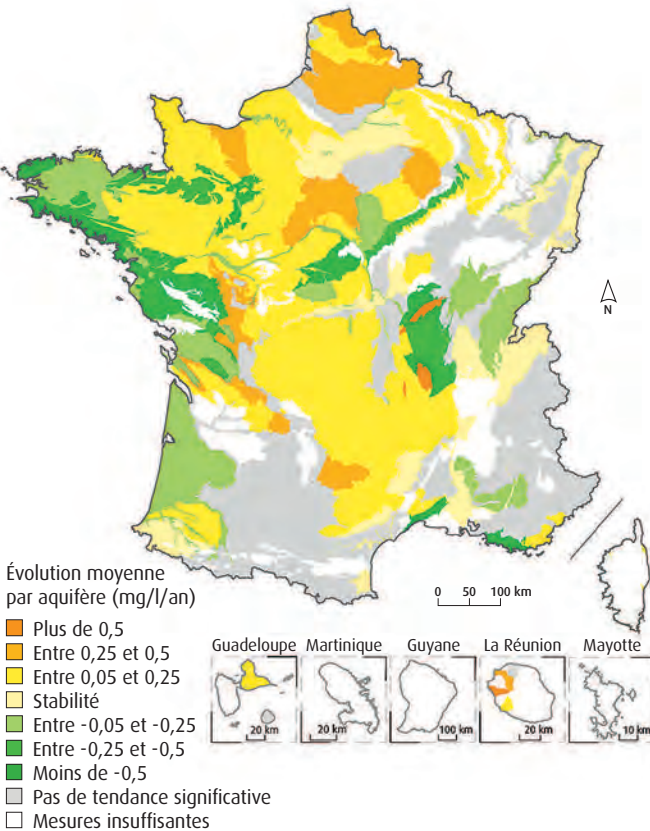 N
0 50 100 km
Évolution moyenne
par aquifère (mg/l/an)
Plus de 0,5
Entre 0,25 et 0,5
Entre 0,05 et 0,25
Stabilité
Entre -0,05 et -0,25
Entre -0,25 et -0,5
Moins de -0,5
Pas de tendance significative
Mesures insuffisantes
Guadeloupe Martinique Guyane La Réunion Mayotte
20 km 20 km 100 km 20 km 10 km